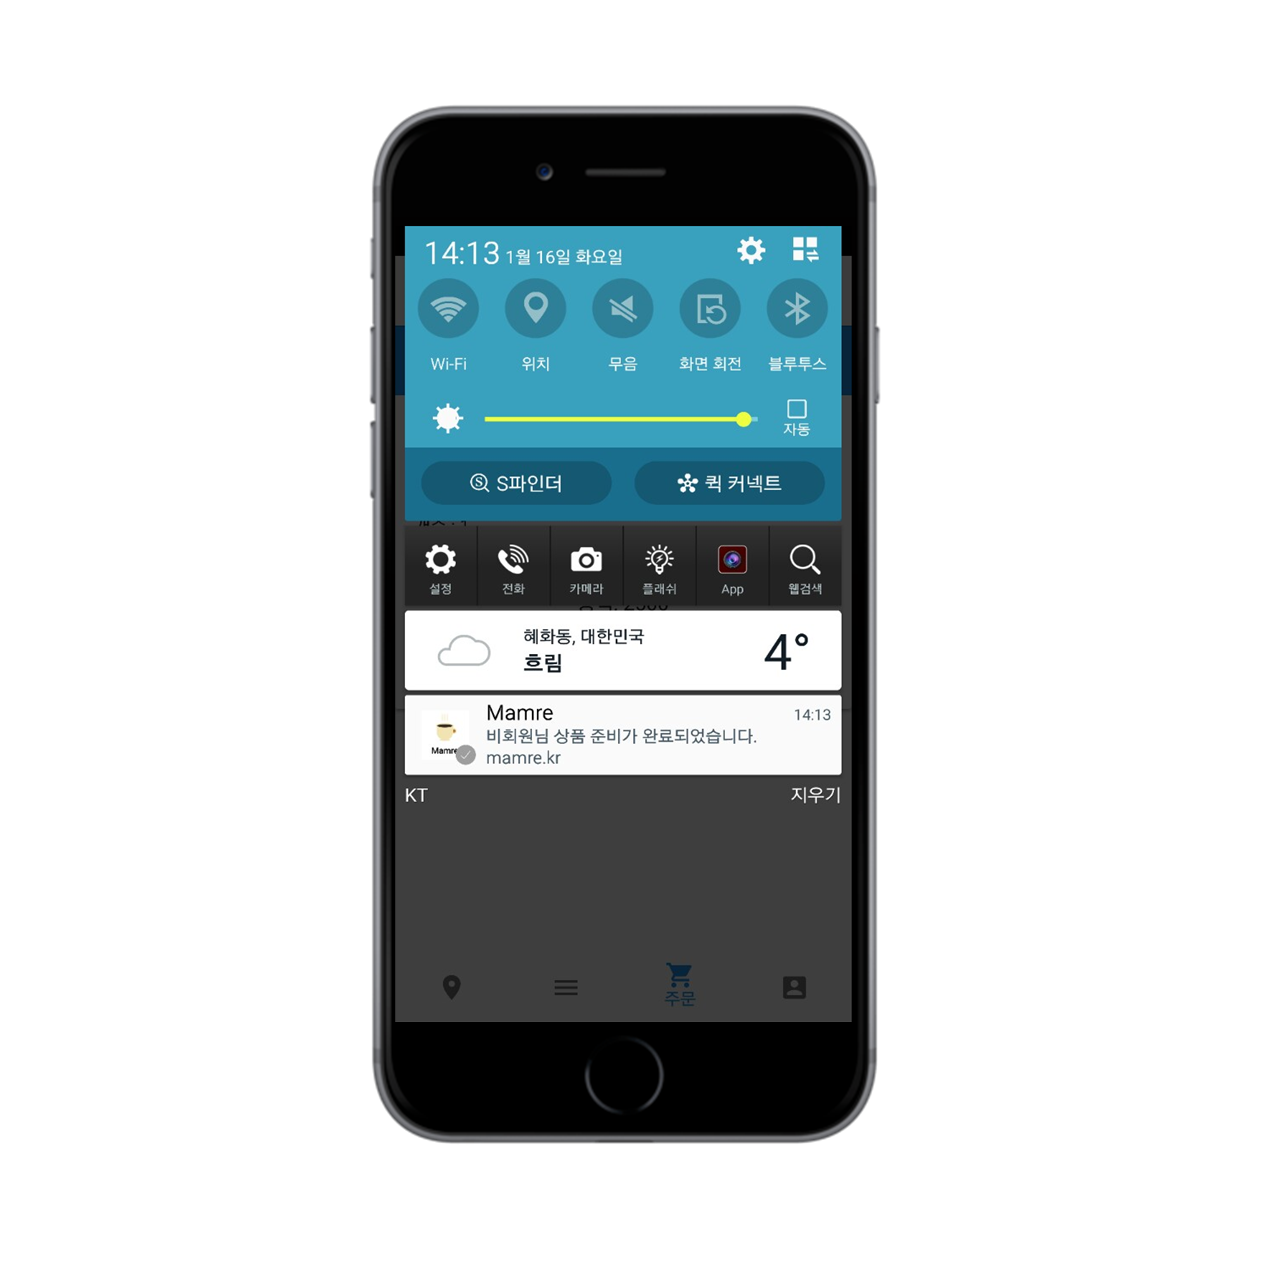 14:13 1월 16일 화요일
Wi-Fi 위치 무음 화면 회전 블루투스
자동
S파인더 퀵 커넥트
설정 전화 카메라 플래쉬 App 웹검색
혜화동, 대한민국
흐림
4°
Mamre 14:13
비회원님 상품 준비가 완료되었습니다.
mamre.kr
Mamre
KT 지우기
주문